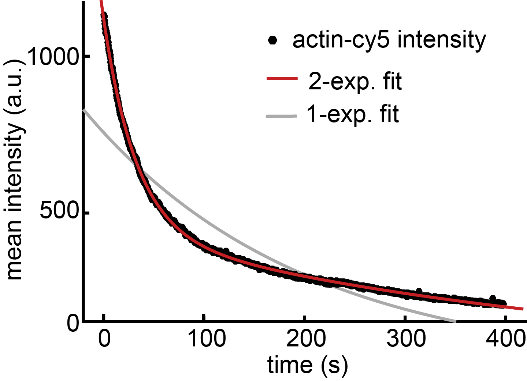 1000
500
0
mean intensity (a.u.)
actin-cy5 intensity
2-exp. fit
1-exp. fit
0 100 200 300 400
time (s)